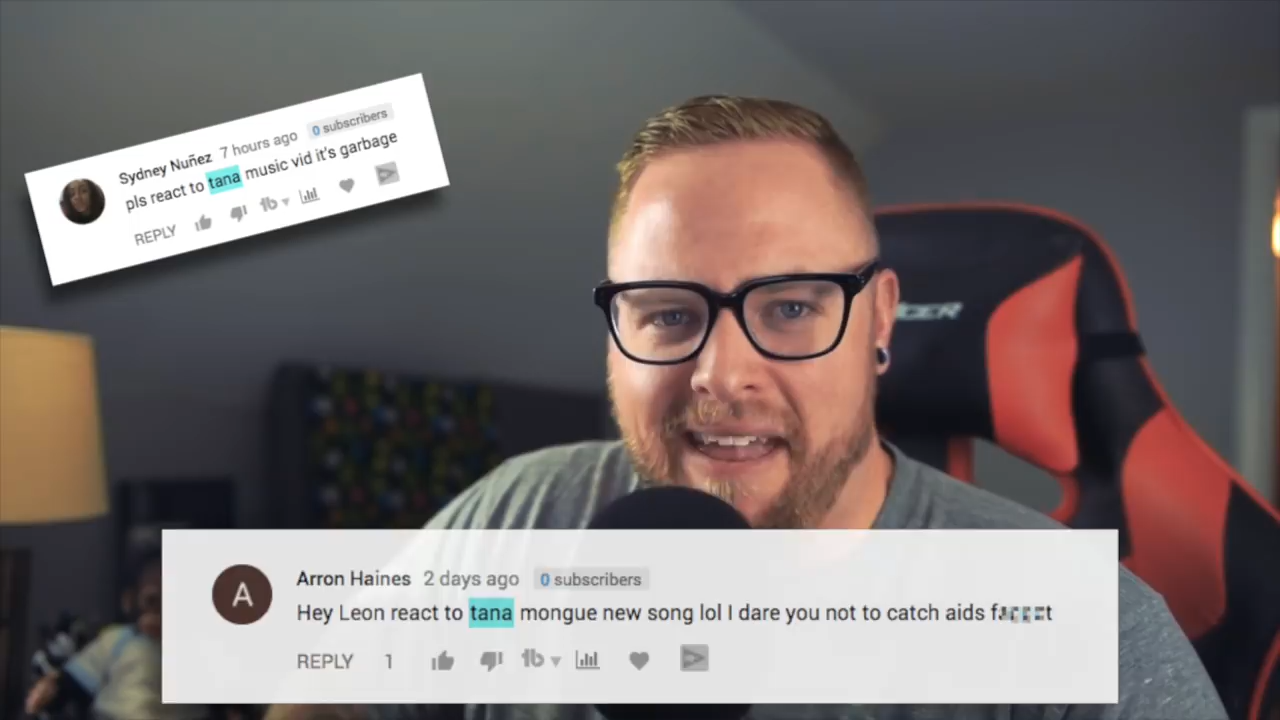 Sydney Nuñez 7 hours ago 0 subscribers
pls react to tana music vid it's garbage
REPLY
Arron Haines 2 days ago 0 subscribers
A
Hey Leon react to tana mongue new song lol I dare you not to catch aids
REPLY 1